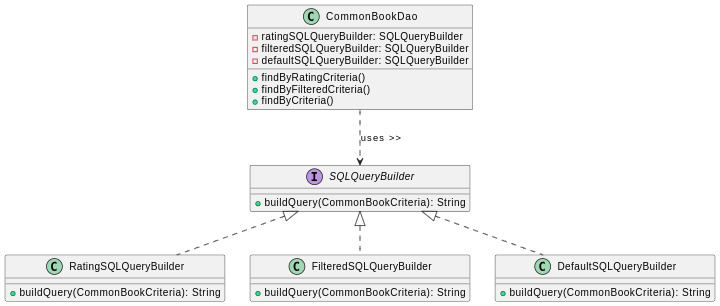 C CommonBookDao
ratingSQLQueryBuilder: SQLQueryBuilder
filteredSQLQueryBuilder: SQLQueryBuilder
defaultSQLQueryBuilder: SQLQueryBuilder
findByRatingCriteria()
findByFilteredCriteria()
findByCriteria()
uses >>
I SQLQueryBuilder
buildQuery(CommonBookCriteria): String
C RatingSQLQueryBuilder
buildQuery(CommonBookCriteria): String
C FilteredSQLQueryBuilder
buildQuery(CommonBookCriteria): String
C DefaultSQLQueryBuilder
buildQuery(CommonBookCriteria): String